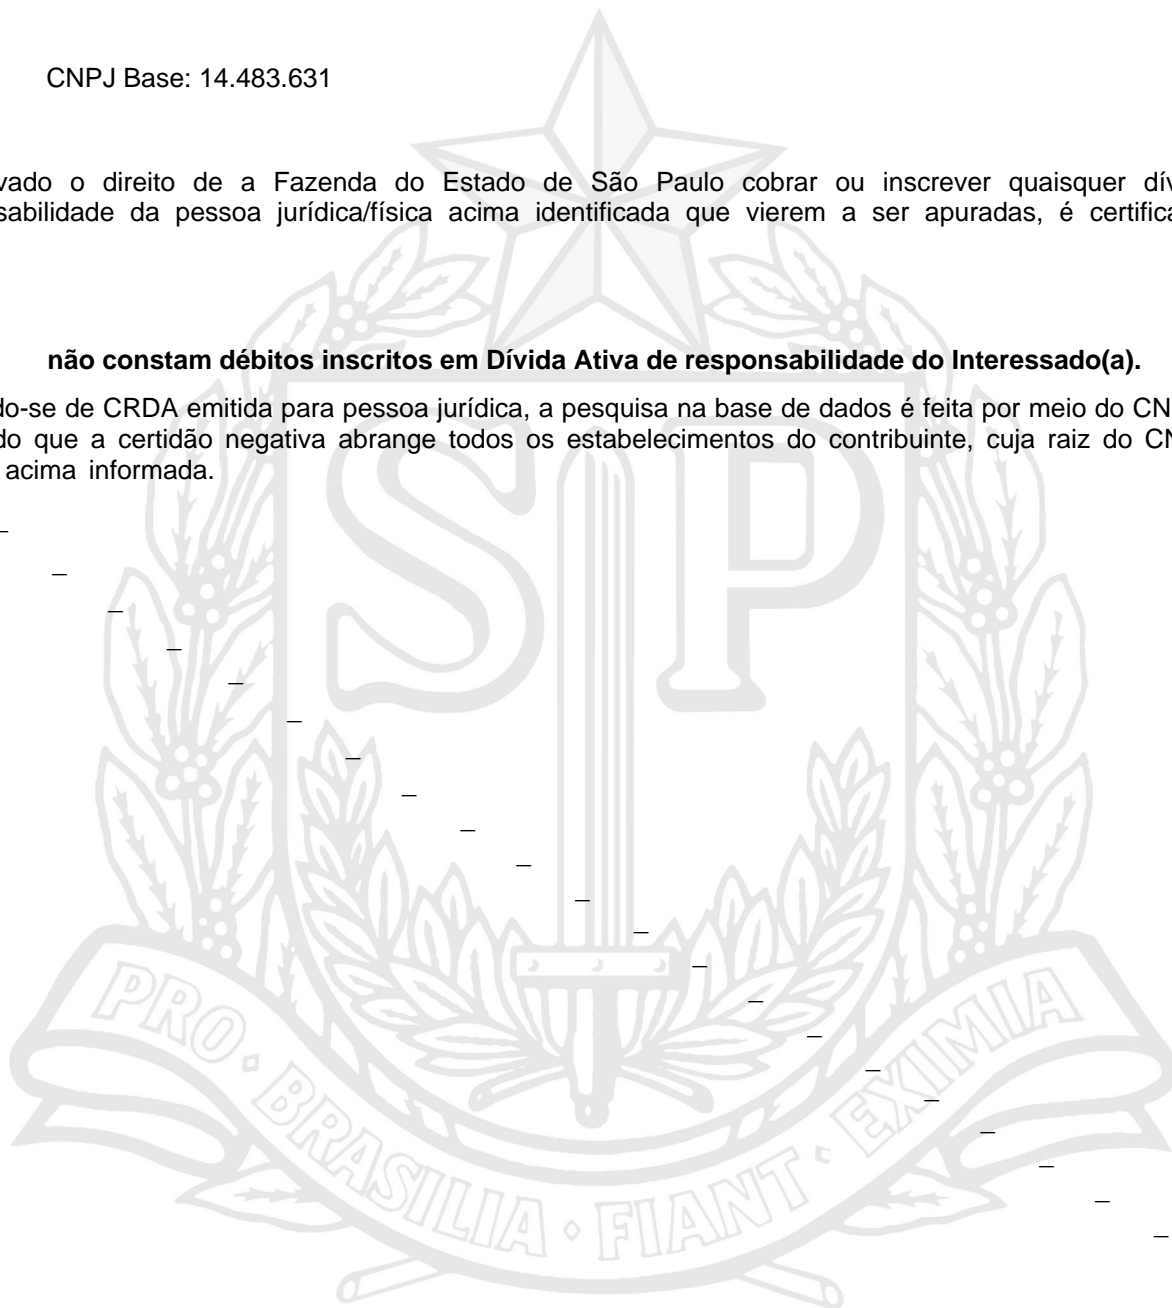 CNPJ Base: 14.483.631
vado o direito de a Fazenda do Estado de São Paulo cobrar ou inscrever quaisquer dív
sabilidade da pessoa jurídica/física acima identificada que vierem a ser apuradas, é certifica
não constam débitos inscritos em Dívida Ativa de responsabilidade do Interessado(a).
do-se de CRDA emitida para pessoa jurídica, a pesquisa na base de dados é feita por meio do CN
do que a certidão negativa abrange todos os estabelecimentos do contribuinte, cuja raiz do CN
acima informada.
SP
PRO · BRASILIA · FIANT · EXIMIA